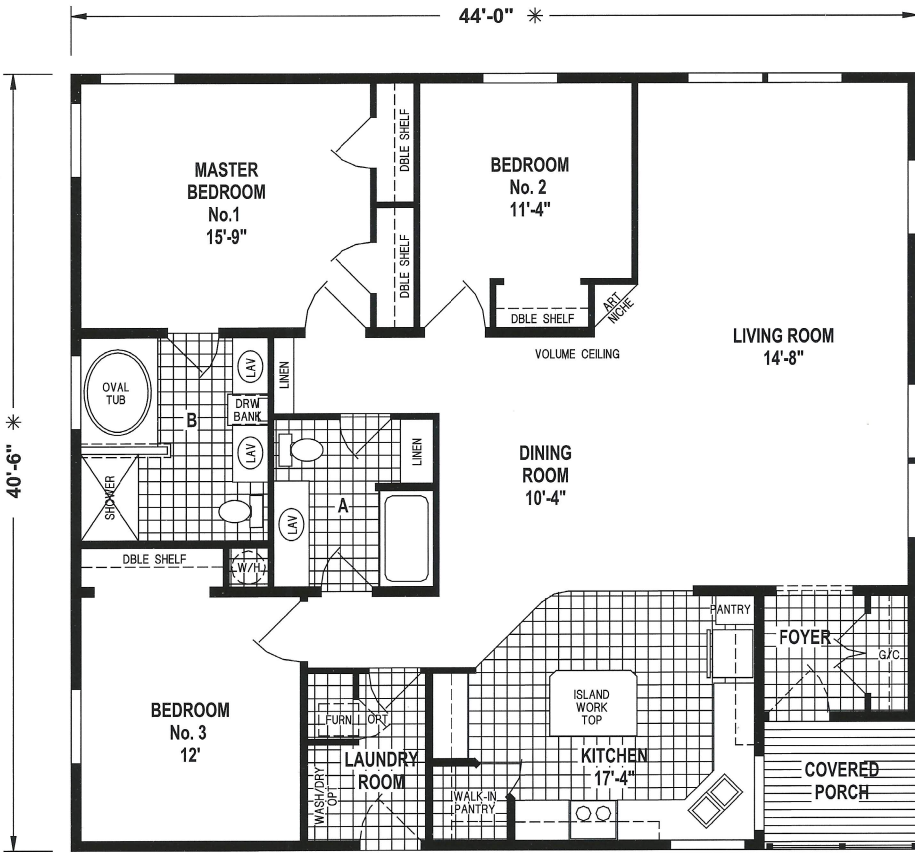 44'-0" ✳
40'-6" ✳
MASTER
BEDROOM
No.1
15'-9"
DBLE SHELF
DBLE SHELF
BEDROOM
No. 2
11'-4"
DBLE SHELF
ART
NICHE
VOLUME CEILING
LIVING ROOM
14'-8"
OVAL
TUB
B
LAV
DRW
BANK
LAV
SHOWER
LINEN
LINEN
A
LAV
DINING
ROOM
10'-4"
DBLE SHELF
W/H
BEDROOM
No. 3
12'
FURN
OPT
LAUNDRY
ROOM
WASH/DRY
OPT
PANTRY
ISLAND
WORK
TOP
KITCHEN
17'-4"
WALK-IN
PANTRY
FOYER
G/C
COVERED
PORCH